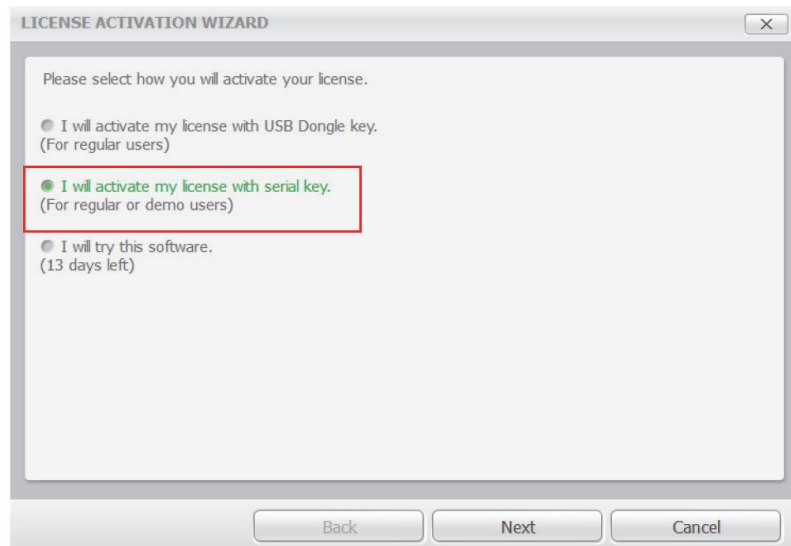 LICENSE ACTIVATION WIZARD
Please select how you will activate your license.
I will activate my license with USB Dongle key.
(For regular users)
I will activate my license with serial key.
(For regular or demo users)
I will try this software.
(13 days left)
Back Next Cancel